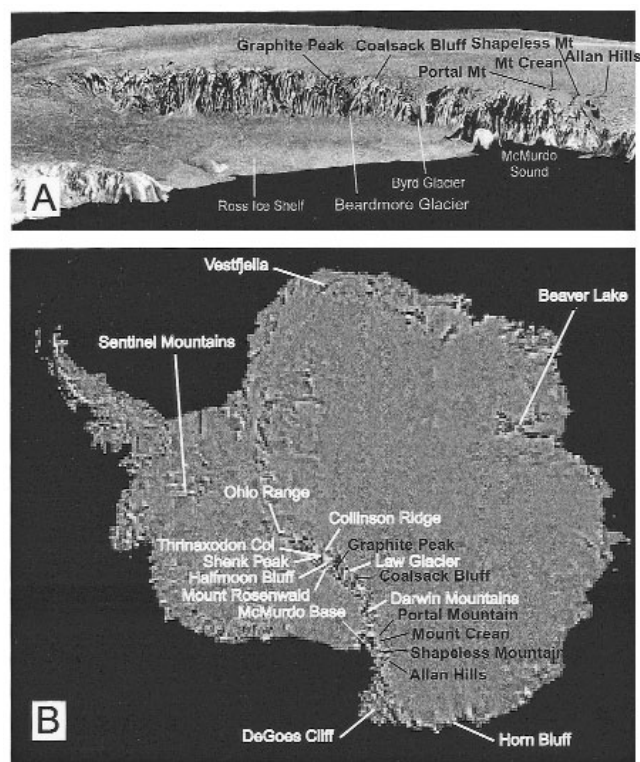 Graphite Peak
Coalsack Bluff
Shapeless Mt
Mt Crean
Allan Hills
Portal Mt
A
Ross Ice Shelf
Beardmore Glacier
Byrd Glacier
McMurdo
Sound
Vestfjella
Beaver Lake
Sentinel Mountains
Ohio Range
Collinson Ridge
Thrinaxodon Col
Graphite Peak
Shenk Peak
Law Glacier
Halfmoon Bluff
Coalsack Bluff
Mount Rosenwald
McMurdo Base
Darwin Mountains
Portal Mountain
Mount Crean
Shapeless Mountain
Allan Hills
B
DeGoes Cliff
Horn Bluff